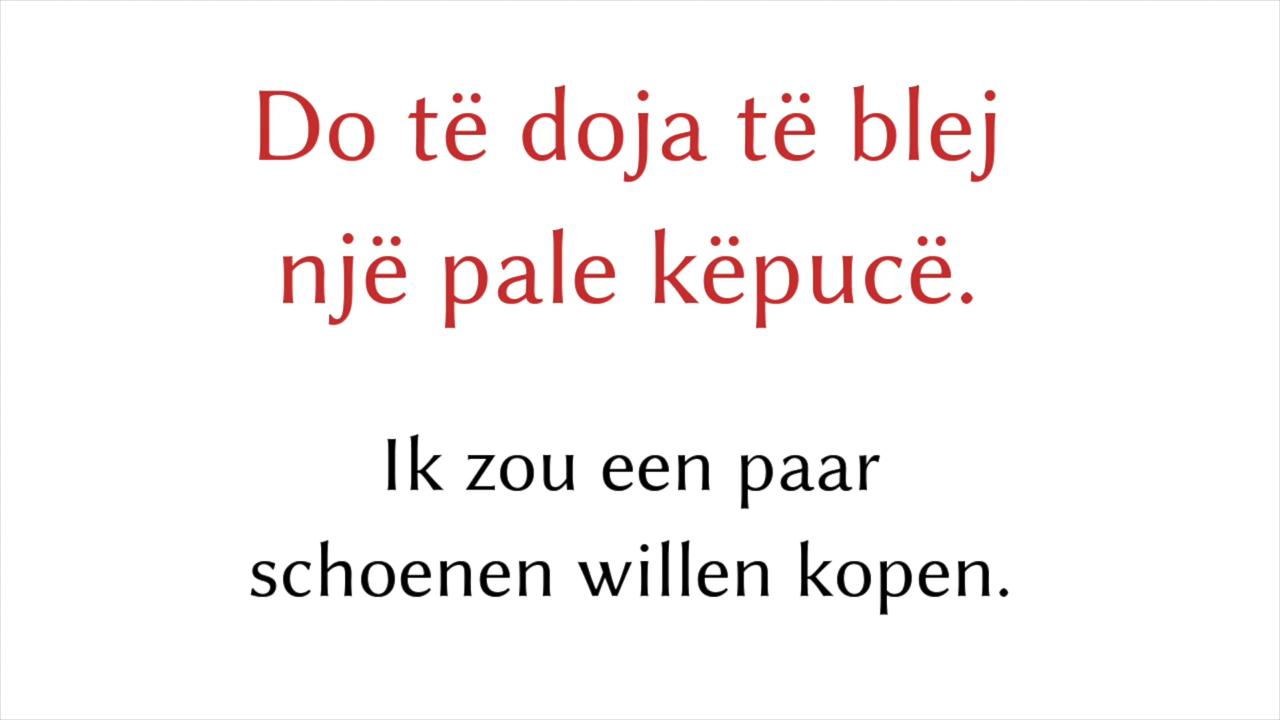 Do të doja të blej
një pale këpucë.
Ik zou een paar
schoenen willen kopen.